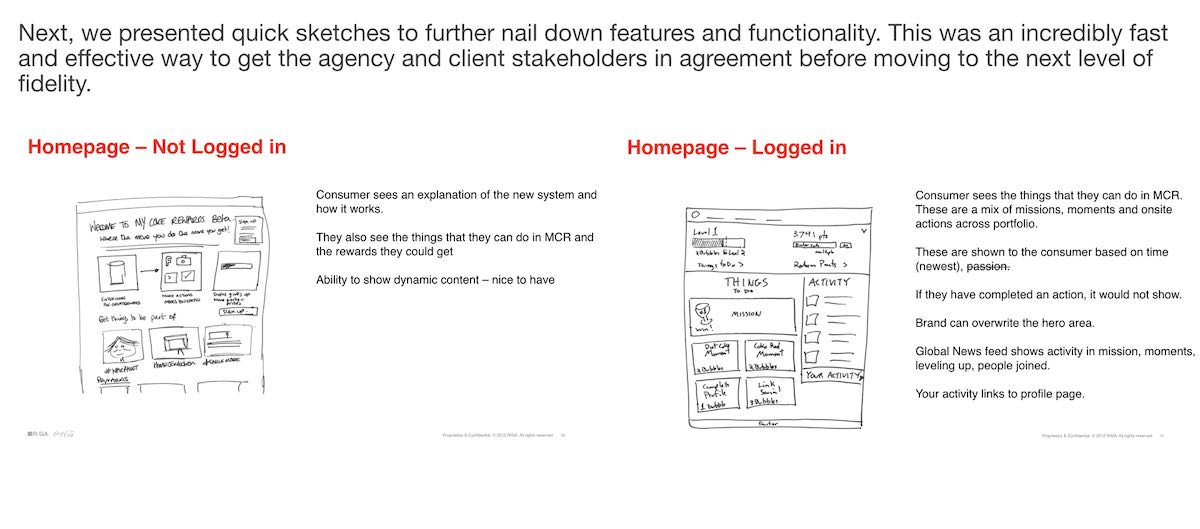 Next, we presented quick sketches to further nail down features and functionality. This was an incredibly fast
and effective way to get the agency and client stakeholders in agreement before moving to the next level of
fidelity.
Homepage – Not Logged in
WELCOME TO MY COKE REWARDS Beta.
Sign up
Where the more you do the more you get!
Get Things to be part of
Sign up
Consumer sees an explanation of the new system and
how it works.
They also see the things that they can do in MCR and
the rewards they could get
Ability to show dynamic content – nice to have
R/GA Coca-Cola
Proprietary & Confidential. © 2012 R/GA All rights reserved.
Homepage – Logged in
Level 1
3741 pts
Enter code
2 Bubbles to Level 2
Things to Do >
Redeem Points >
THINGS
To Do
ACTIVITY
MISSION
win!
Diet Coke
Moment
2 Bubbles
Coke Red
Moment
2 Bubbles
Complete
Profile
1 bubble
Link
Social
3 Bubbles
YOUR ACTIVITY
footer
Consumer sees the things that they can do in MCR.
These are a mix of missions, moments and onsite
actions across portfolio.
These are shown to the consumer based on time
(newest), passion.
If they have completed an action, it would not show.
Brand can overwrite the hero area.
Global News feed shows activity in mission, moments,
leveling up, people joined.
Your activity links to profile page.
Proprietary & Confidential. © 2012 R/GA All rights reserved.